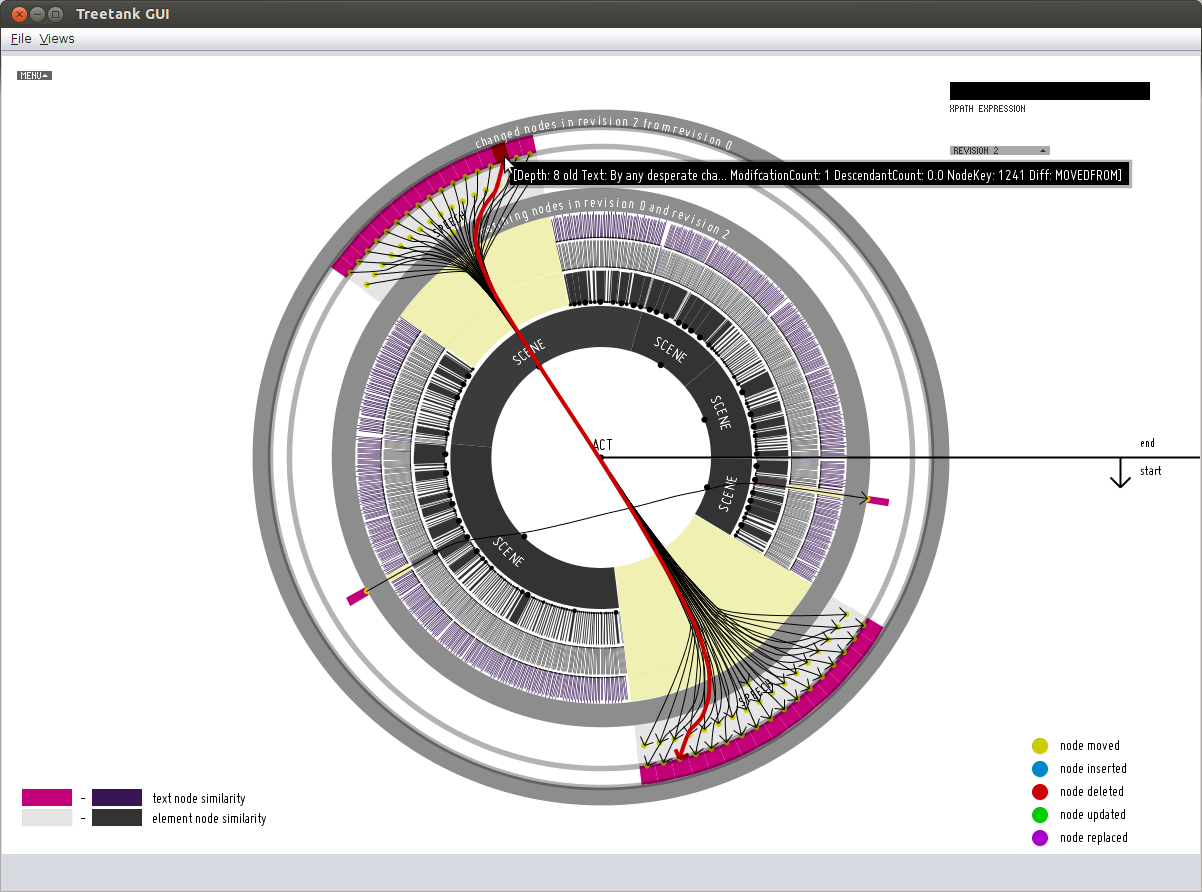 Treetank GUI
File Views
MENU
XPATH EXPRESSION
REVISION 2
changed nodes in revision 2 from revision 0
[Depth: 8 old Text: By any desperate cha... ModifcationCount: 1 DescendantCount: 0.0 NodeKey: 1241 Diff: MOVEDFROM]
nodes in revision 0 and revision 2
SPEECH
SCENE
SCENE
SCENE
ACT
end
start
SCENE
SCENE
SPEECH
node moved
node inserted
node deleted
node updated
node replaced
- text node similarity
- element node similarity